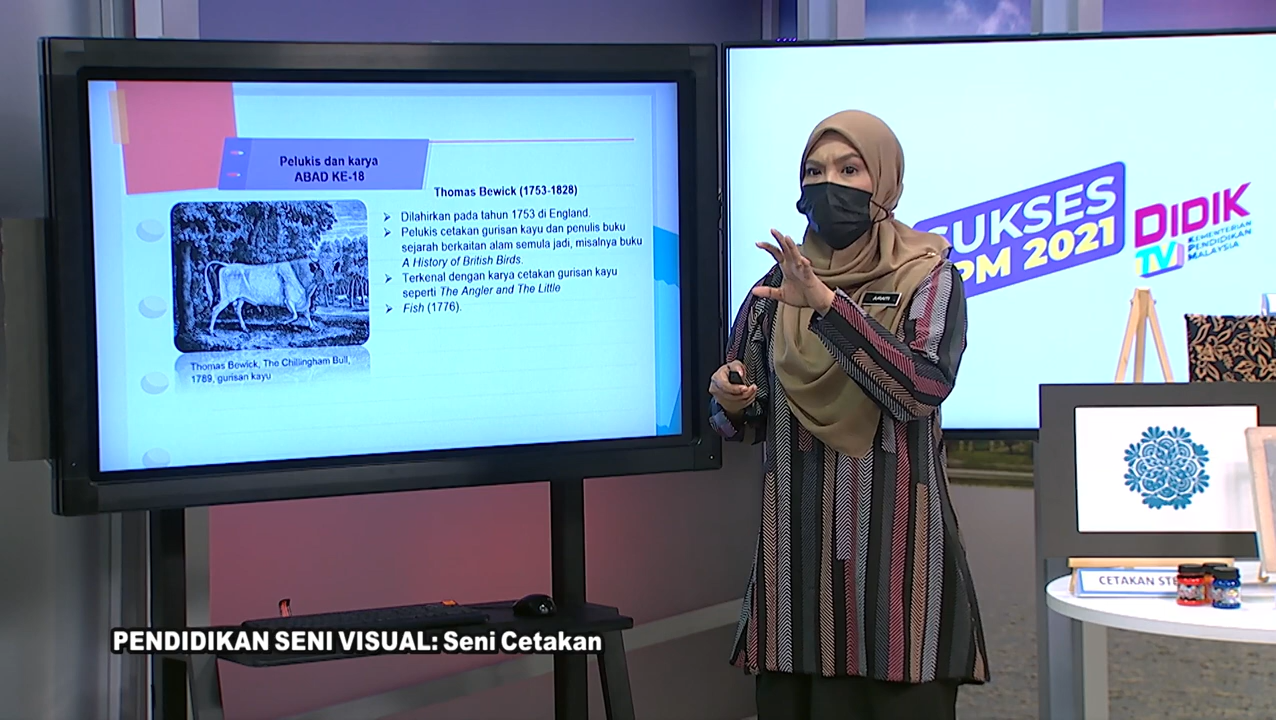 Pelukis dan karya
ABAD KE-18
Thomas Bewick (1753-1828)
➢ Dilahirkan pada tahun 1753 di England.
➢ Pelukis cetakan gurisan kayu dan penulis buku
sejarah berkaitan alam semula jadi, misalnya buku
A History of British Birds.
➢ Terkenal dengan karya cetakan gurisan kayu
seperti The Angler and The Little
➢ Fish (1776).
Thomas Bewick, The Chillingham Bull,
1789, gurisan kayu
SUKSES
PM 2021
DIDIK
TV
KEMENTERIAN
PENDIDIKAN
MALAYSIA
CETAKAN STE
PENDIDIKAN SENI VISUAL: Seni Cetakan